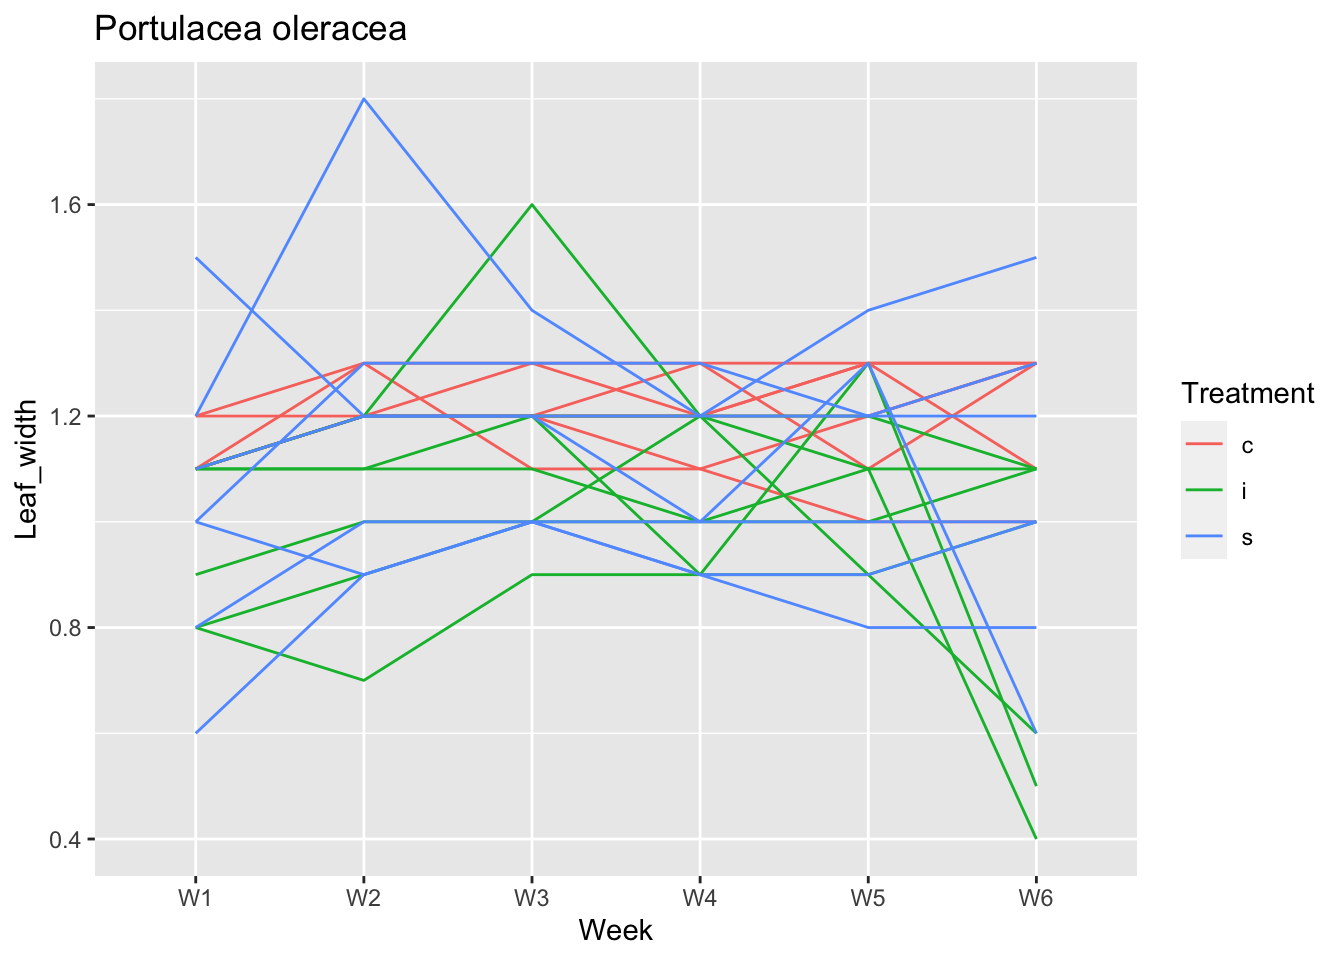 Portulacea oleracea
Leaf_width
1.6
1.2
0.8
0.4
W1 W2 W3 W4 W5 W6
Week
Treatment
c
i
s